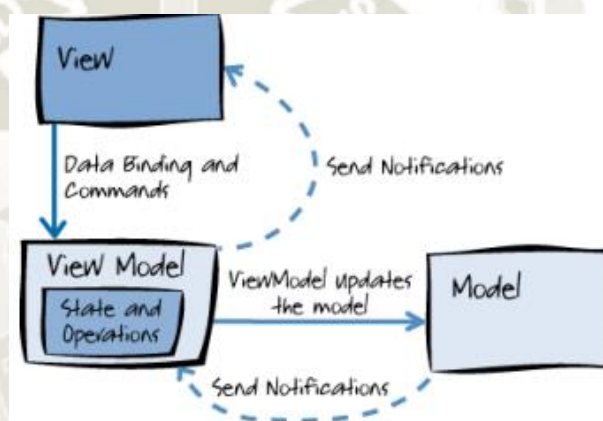 View
Data Binding and
Commands
Send Notifications
View Model
State and
Operations
ViewModel updates
the model
Model
Send Notifications